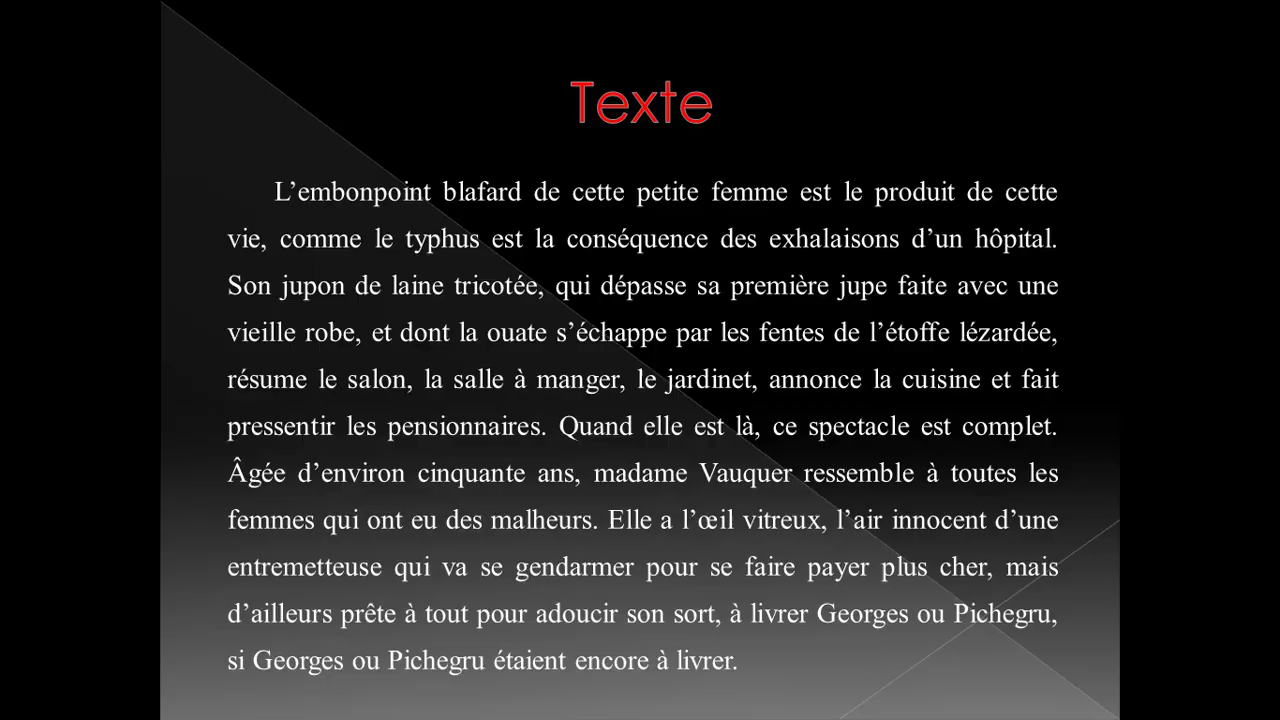 Texte
L’embonpoint blafard de cette petite femme est le produit de cette
vie, comme le typhus est la conséquence des exhalaisons d’un hôpital.
Son jupon de laine tricotée, qui dépasse sa première jupe faite avec une
vieille robe, et dont la ouate s’échappe par les fentes de l’étoffe lézardée,
résume le salon, la salle à manger, le jardinet, annonce la cuisine et fait
pressentir les pensionnaires. Quand elle est là, ce spectacle est complet.
Âgée d’environ cinquante ans, madame Vauquer ressemble à toutes les
femmes qui ont eu des malheurs. Elle a l’œil vitreux, l’air innocent d’une
entremetteuse qui va se gendarmer pour se faire payer plus cher, mais
d’ailleurs prête à tout pour adoucir son sort, à livrer Georges ou Pichegru,
si Georges ou Pichegru étaient encore à livrer.